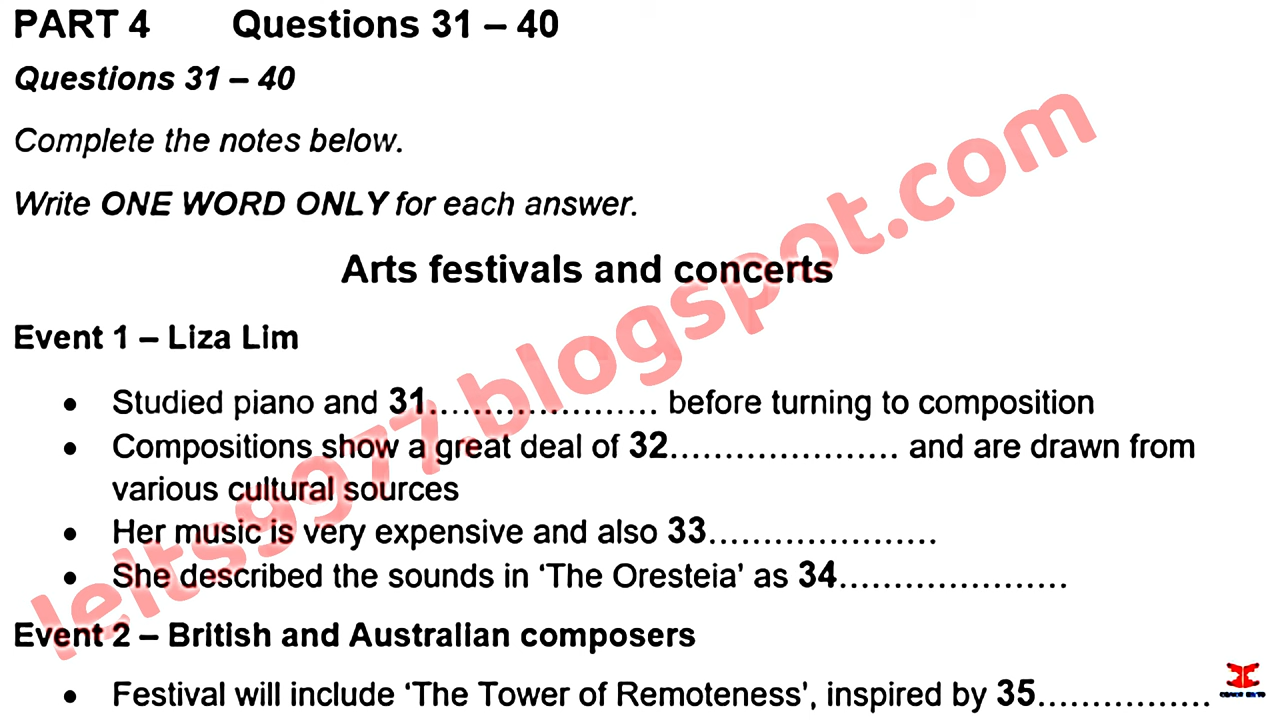 PART 4 Questions 31 – 40
Questions 31 – 40
Complete the notes below.
Write ONE WORD ONLY for each answer.
Arts festivals and concerts
Event 1 – Liza Lim
• Studied piano and 31..................... before turning to composition
• Compositions show a great deal of 32..................... and are drawn from
various cultural sources
• Her music is very expensive and also 33.....................
• She described the sounds in ‘The Oresteia’ as 34.....................
Event 2 – British and Australian composers
• Festival will include ‘The Tower of Remoteness’, inspired by 35................
Ielts9977.blogspot.com